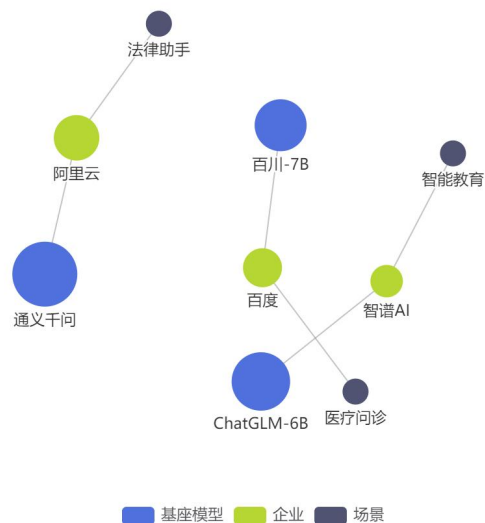 法律助手
阿里云
百川-7B
智能教育
百度
智谱AI
通义千问
ChatGLM-6B
医疗问诊
基座模型 企业 场景